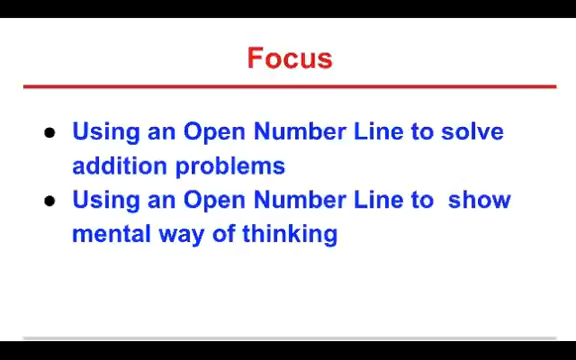 Focus
● Using an Open Number Line to solve
addition problems
● Using an Open Number Line to  show
mental way of thinking